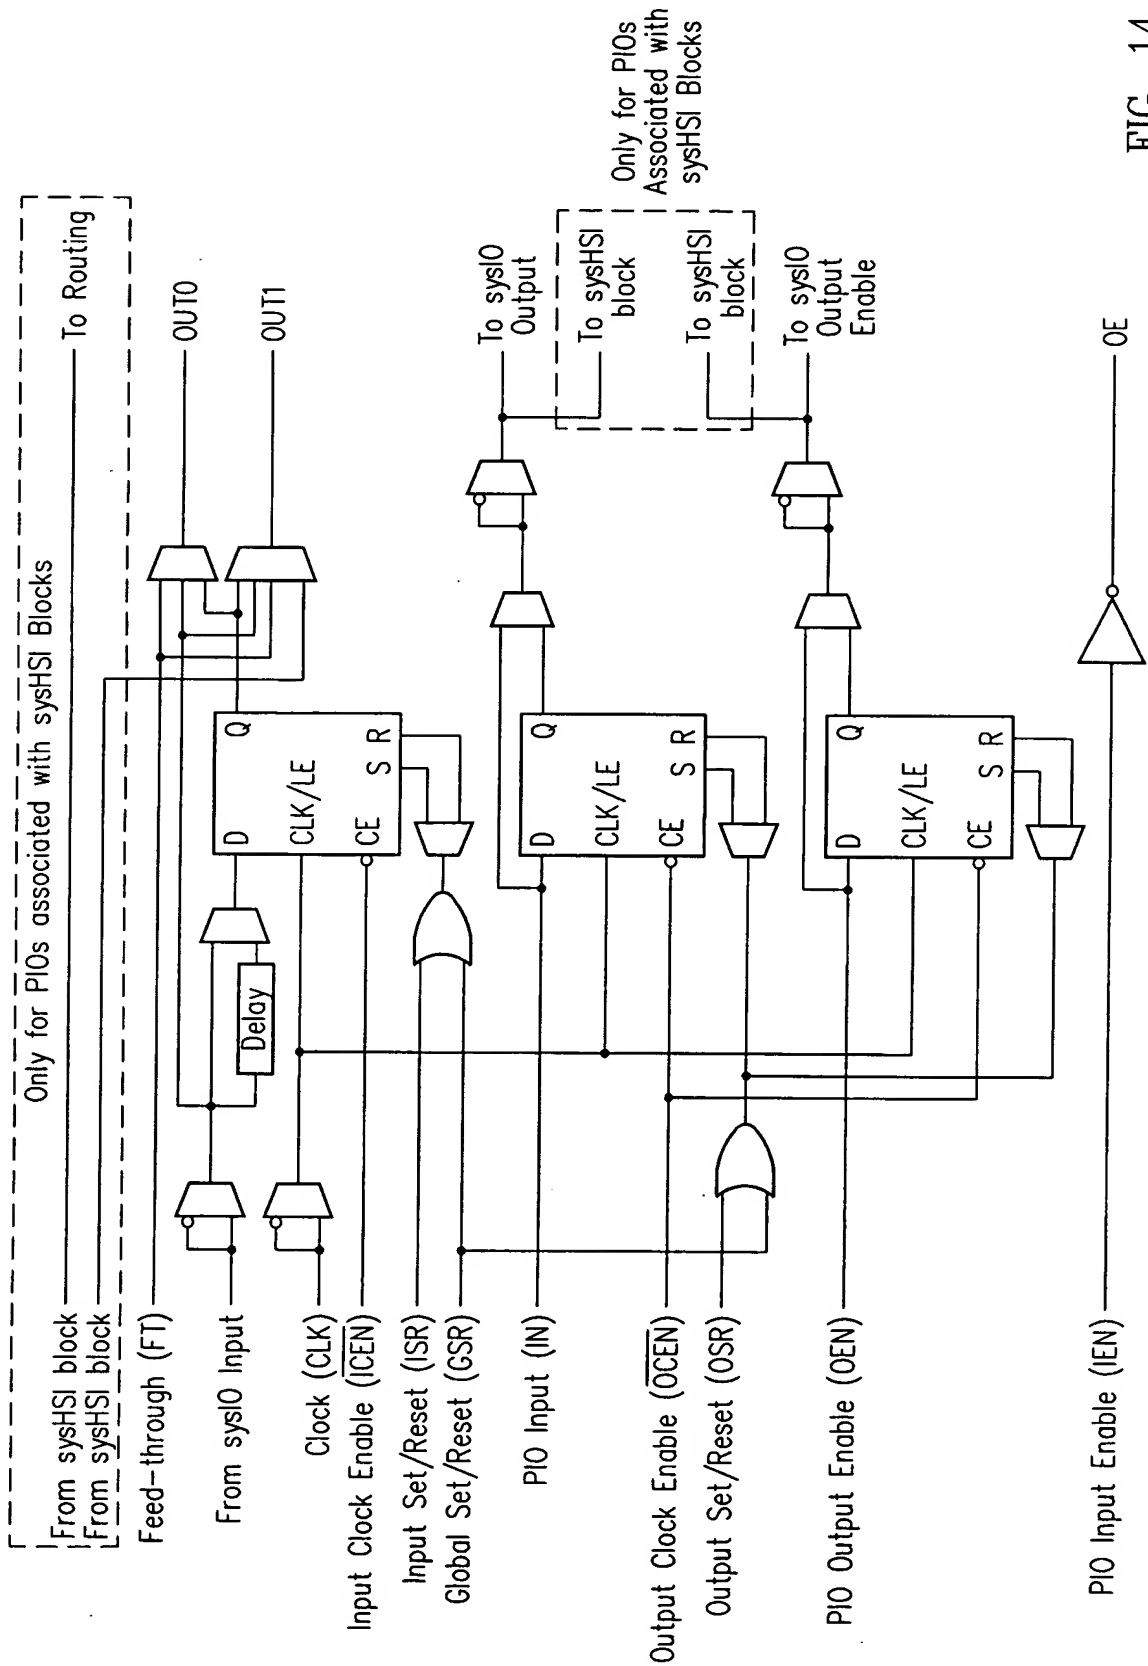 Only for PIOs associated with sysHSI Blocks
From sysHSI block
To Routing
From sysHSI block
Feed-through (FT)
OUT0
From sysIO Input
OUT1
Delay
Clock (CLK)
Input Clock Enable (ICEN)
Input Set/Reset (ISR)
Global Set/Reset (GSR)
D
Q
CLK/LE
CE
S
R
PIO Input (IN)
D
Q
CLK/LE
CE
S
R
To sysIO
Output
To sysHSI
block
To sysHSI
block
Only for PIOs
Associated with
sysHSI Blocks
To sysIO
Output
Enable
Output Clock Enable (OCEN)
Output Set/Reset (OSR)
PIO Output Enable (OEN)
D
Q
CLK/LE
CE
S
R
PIO Input Enable (IEN)
OE
FIG. 14